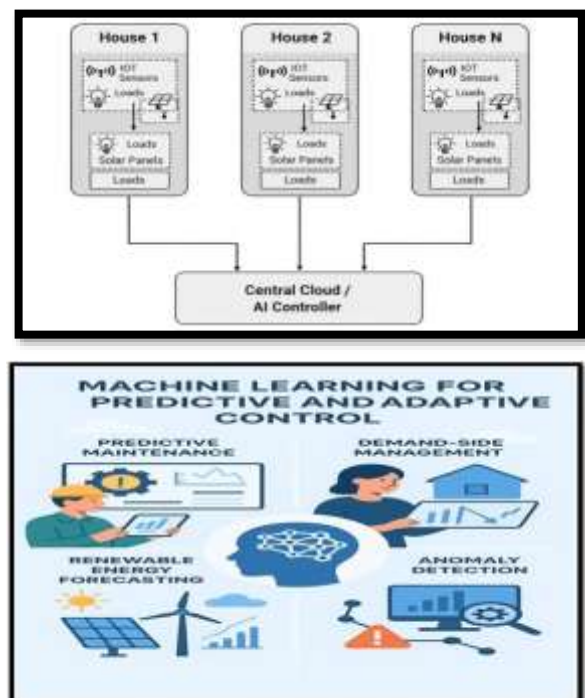 House 1
IOT
Sensors
Loads
Loads
Solar Panels
Loads
House 2
IOT
Sensors
Loads
Loads
Solar Panels
Loads
House N
IOT
Sensors
Loads
Loads
Solar Panels
Loads
Central Cloud /
AI Controller
MACHINE LEARNING FOR
PREDICTIVE AND ADAPTIVE
CONTROL
PREDICTIVE
MAINTENANCE
DEMAND-SIDE
MANAGEMENT
RENEWABLE
ENERGY
FORECASTING
ANOMALY
DETECTION